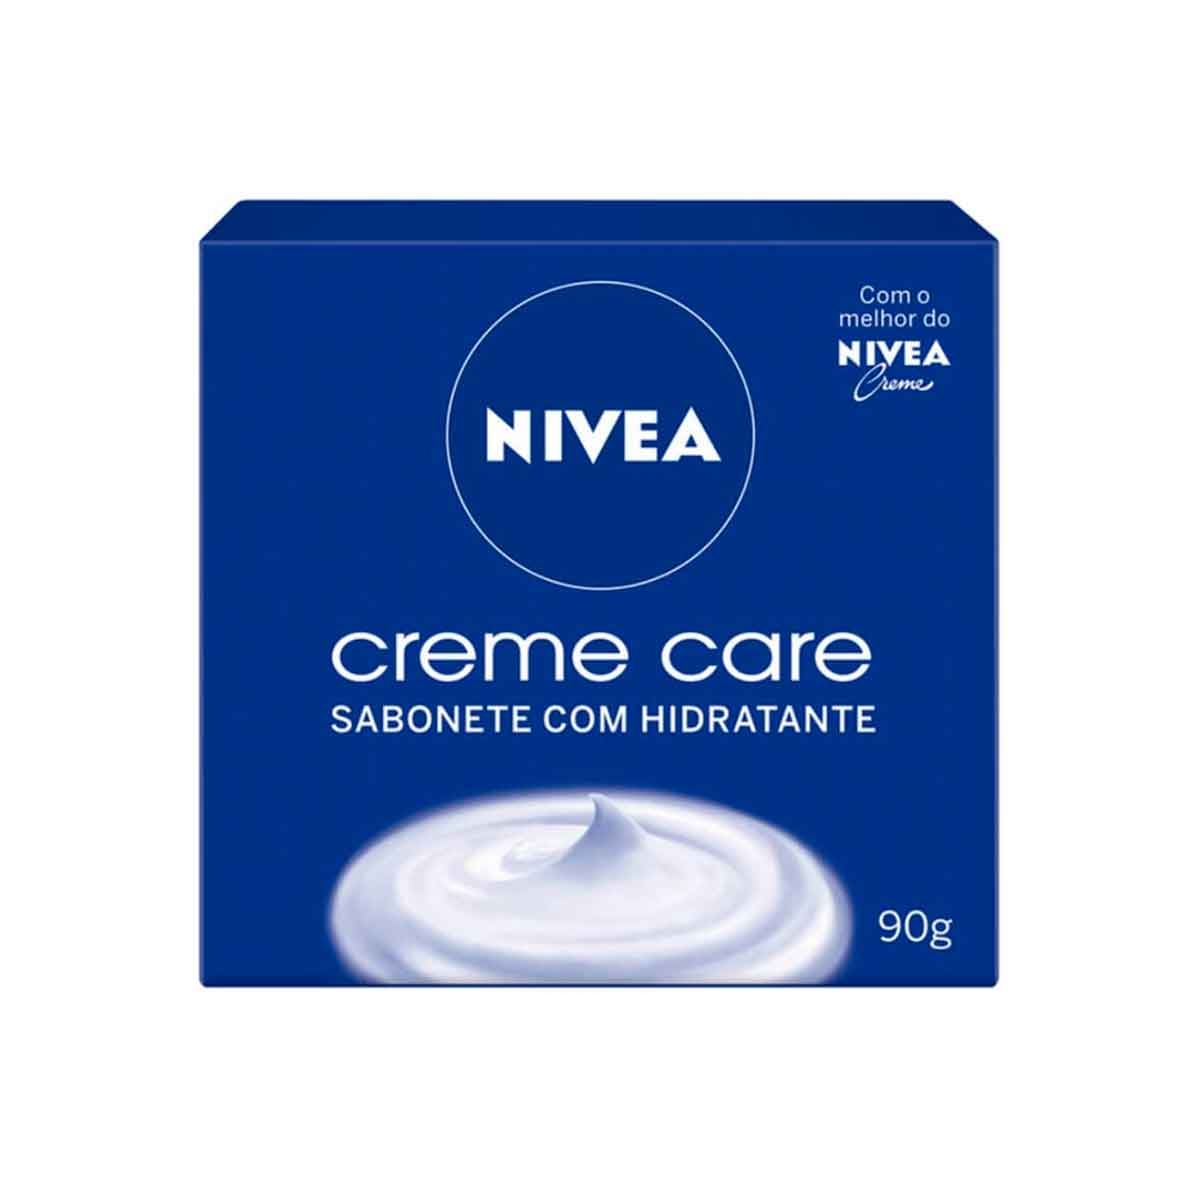 Com o
melhor do
NIVEA
Creme
NIVEA
creme care
SABONETE COM HIDRATANTE
90g